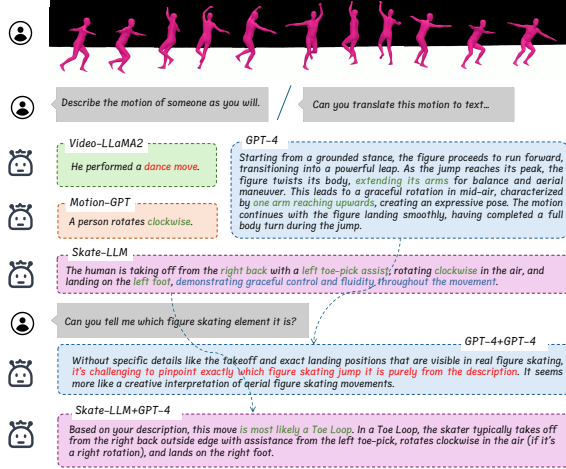 Describe the motion of someone as you will.
Can you translate this motion to text...
Video-LLaMA2
He performed a dance move.
Motion-GPT
A person rotates clockwise.
GPT-4
Starting from a grounded stance, the figure proceeds to run forward,
transitioning into a powerful leap. As the jump reaches its peak, the
figure twists its body, extending its arms for balance and aerial
maneuver. This leads to a graceful rotation in mid-air, characterized
by one arm reaching upwards, creating an expressive pose. The motion
continues with the figure landing smoothly, having completed a full
body turn during the jump.
Skate-LLM
The human is taking off from the right back with a left toe-pick assist, rotating clockwise in the air, and
landing on the left foot, demonstrating graceful control and fluidity throughout the movement.
Can you tell me which figure skating element it is?
GPT-4+GPT-4
Without specific details like the takeoff and exact landing positions that are visible in real figure skating,
it's challenging to pinpoint exactly which figure skating jump it is purely from the description. It seems
more like a creative interpretation of aerial figure skating movements.
Skate-LLM+GPT-4
Based on your description, this move is most likely a Toe Loop. In a Toe Loop, the skater typically takes off
from the right back outside edge with assistance from the left toe-pick, rotates clockwise in the air (if it's
a right rotation), and lands on the right foot.